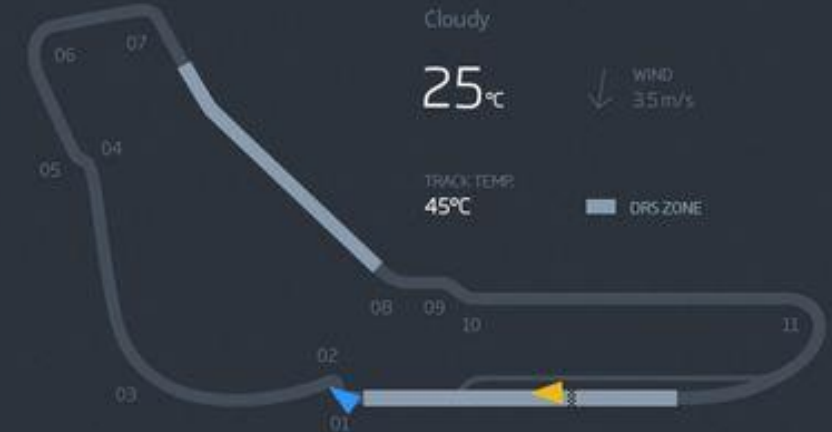 Cloudy
07
06
25°C
WIND
3.5m/s
04
05
TRACK TEMP.
45°C
DRS ZONE
08
09
10
11
02
03
01